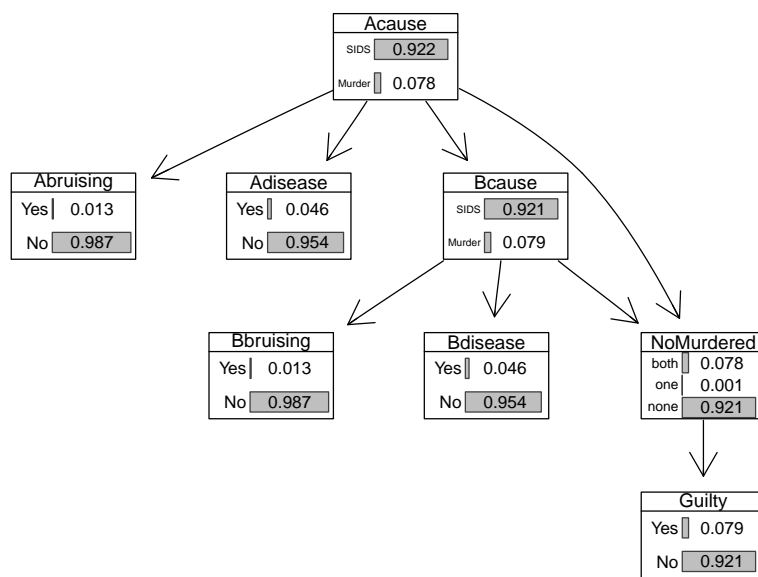 Acause
SIDS 0.922
Murder 0.078
Abruising
Yes 0.013
No 0.987
Adisease
Yes 0.046
No 0.954
Bcause
SIDS 0.921
Murder 0.079
Bbruising
Yes 0.013
No 0.987
Bdisease
Yes 0.046
No 0.954
NoMurdered
both 0.078
one 0.001
none 0.921
Guilty
Yes 0.079
No 0.921